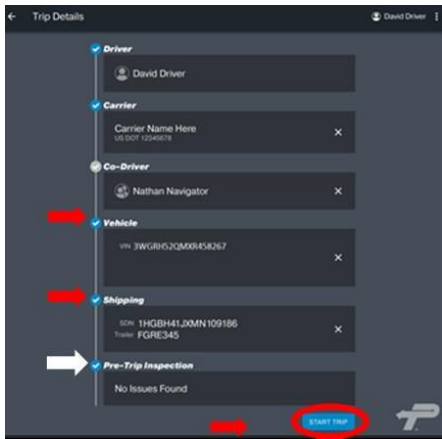 Trip Details
David Driver
Driver
David Driver
Carrier
Carrier Name Here
US DOT 12345678
Co-Driver
Nathan Navigator
Vehicle
VIN 3WGRH52QMXR458267
Shipping
SDN 1HGBH41JXMN109186
Trailer FGRE345
Pre-Trip Inspection
No Issues Found
START TRIP